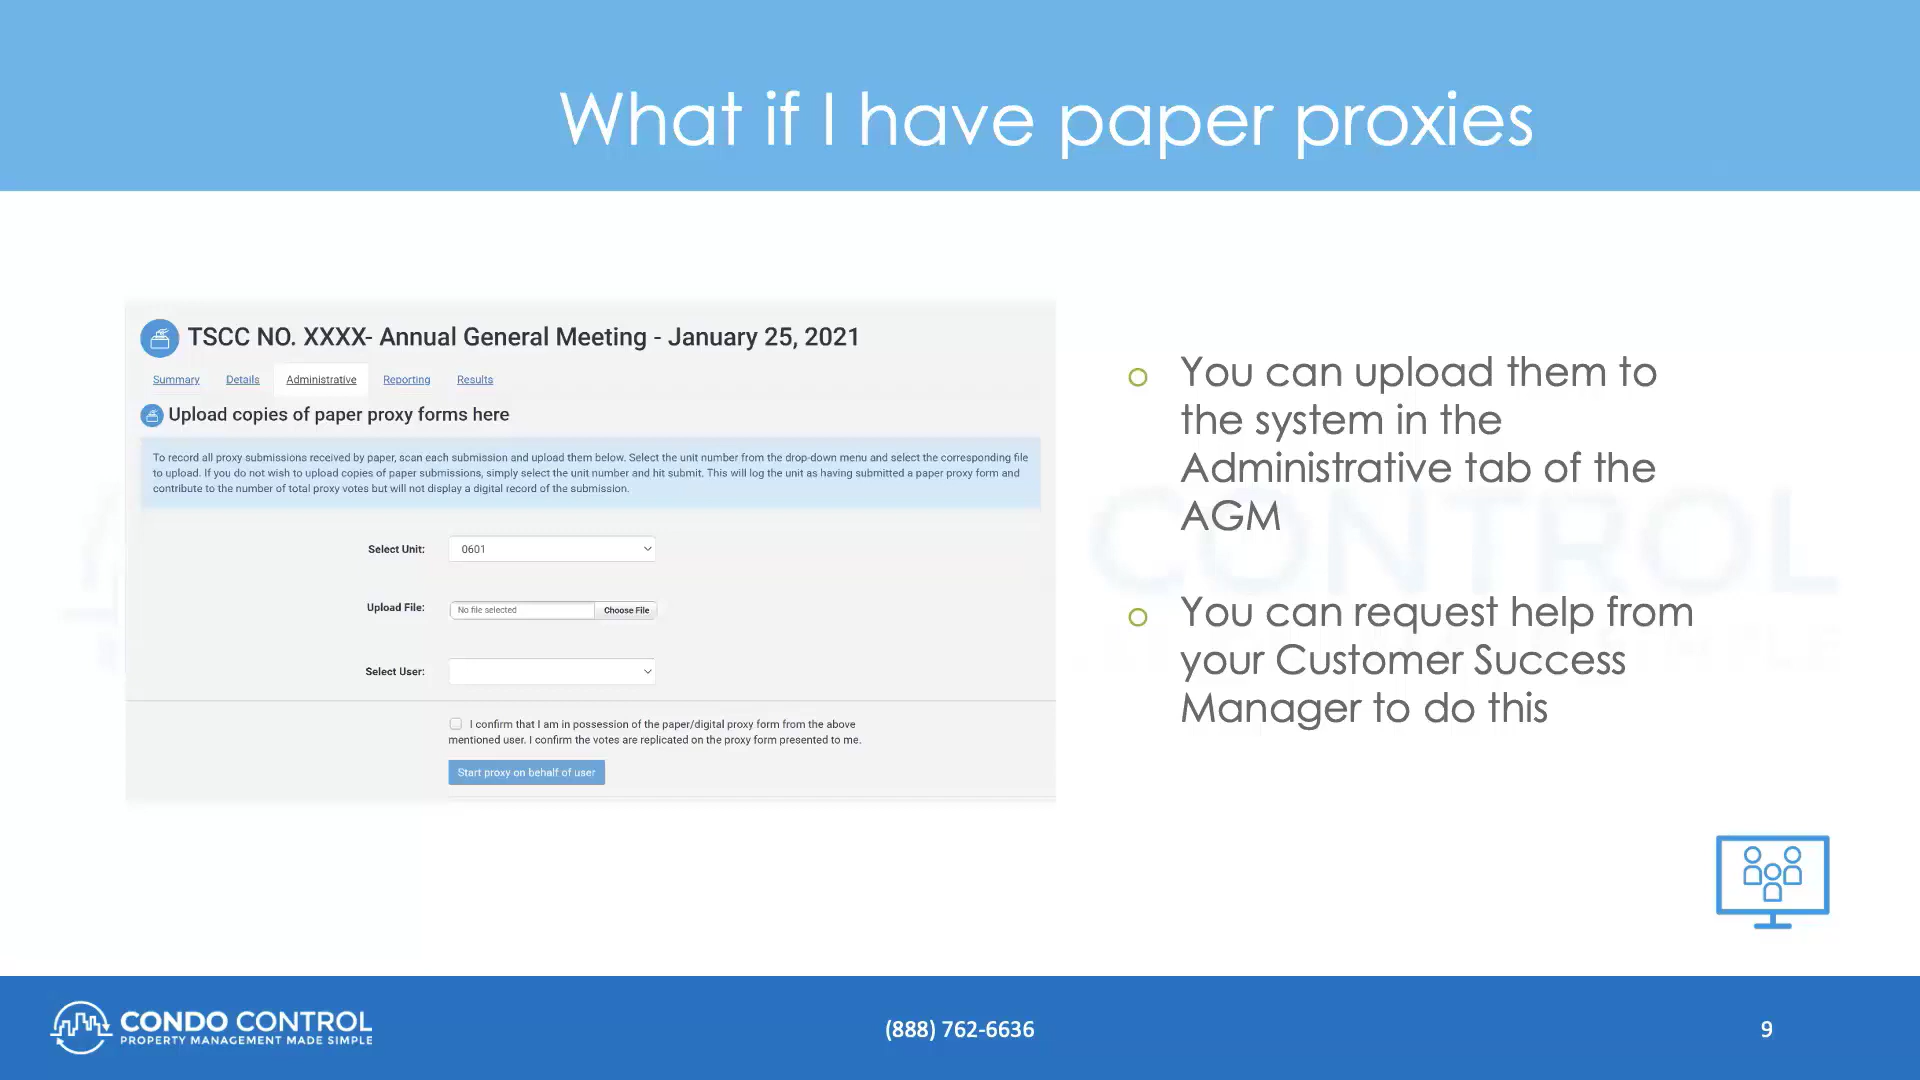 What if I have paper proxies
TSCC NO. XXXX- Annual General Meeting - January 25, 2021
Summary Details Administrative Reporting Results
Upload copies of paper proxy forms here
To record all proxy submissions received by paper, scan each submission and upload them below. Select the unit number from the drop-down menu and select the corresponding file
to upload. If you do not wish to upload copies of paper submissions, simply select the unit number and hit submit. This will log the unit as having submitted a paper proxy form and
contribute to the number of total proxy votes but will not display a digital record of the submission.
Select Unit: 0601
Upload File: No file selected Choose File
Select User:
I confirm that I am in possession of the paper/digital proxy form from the above
mentioned user. I confirm the votes are replicated on the proxy form presented to me.
Start proxy on behalf of user
You can upload them to
the system in the
Administrative tab of the
AGM
You can request help from
your Customer Success
Manager to do this
CONTROL
CONDO CONTROL
PROPERTY MANAGEMENT MADE SIMPLE
(888) 762-6636
9